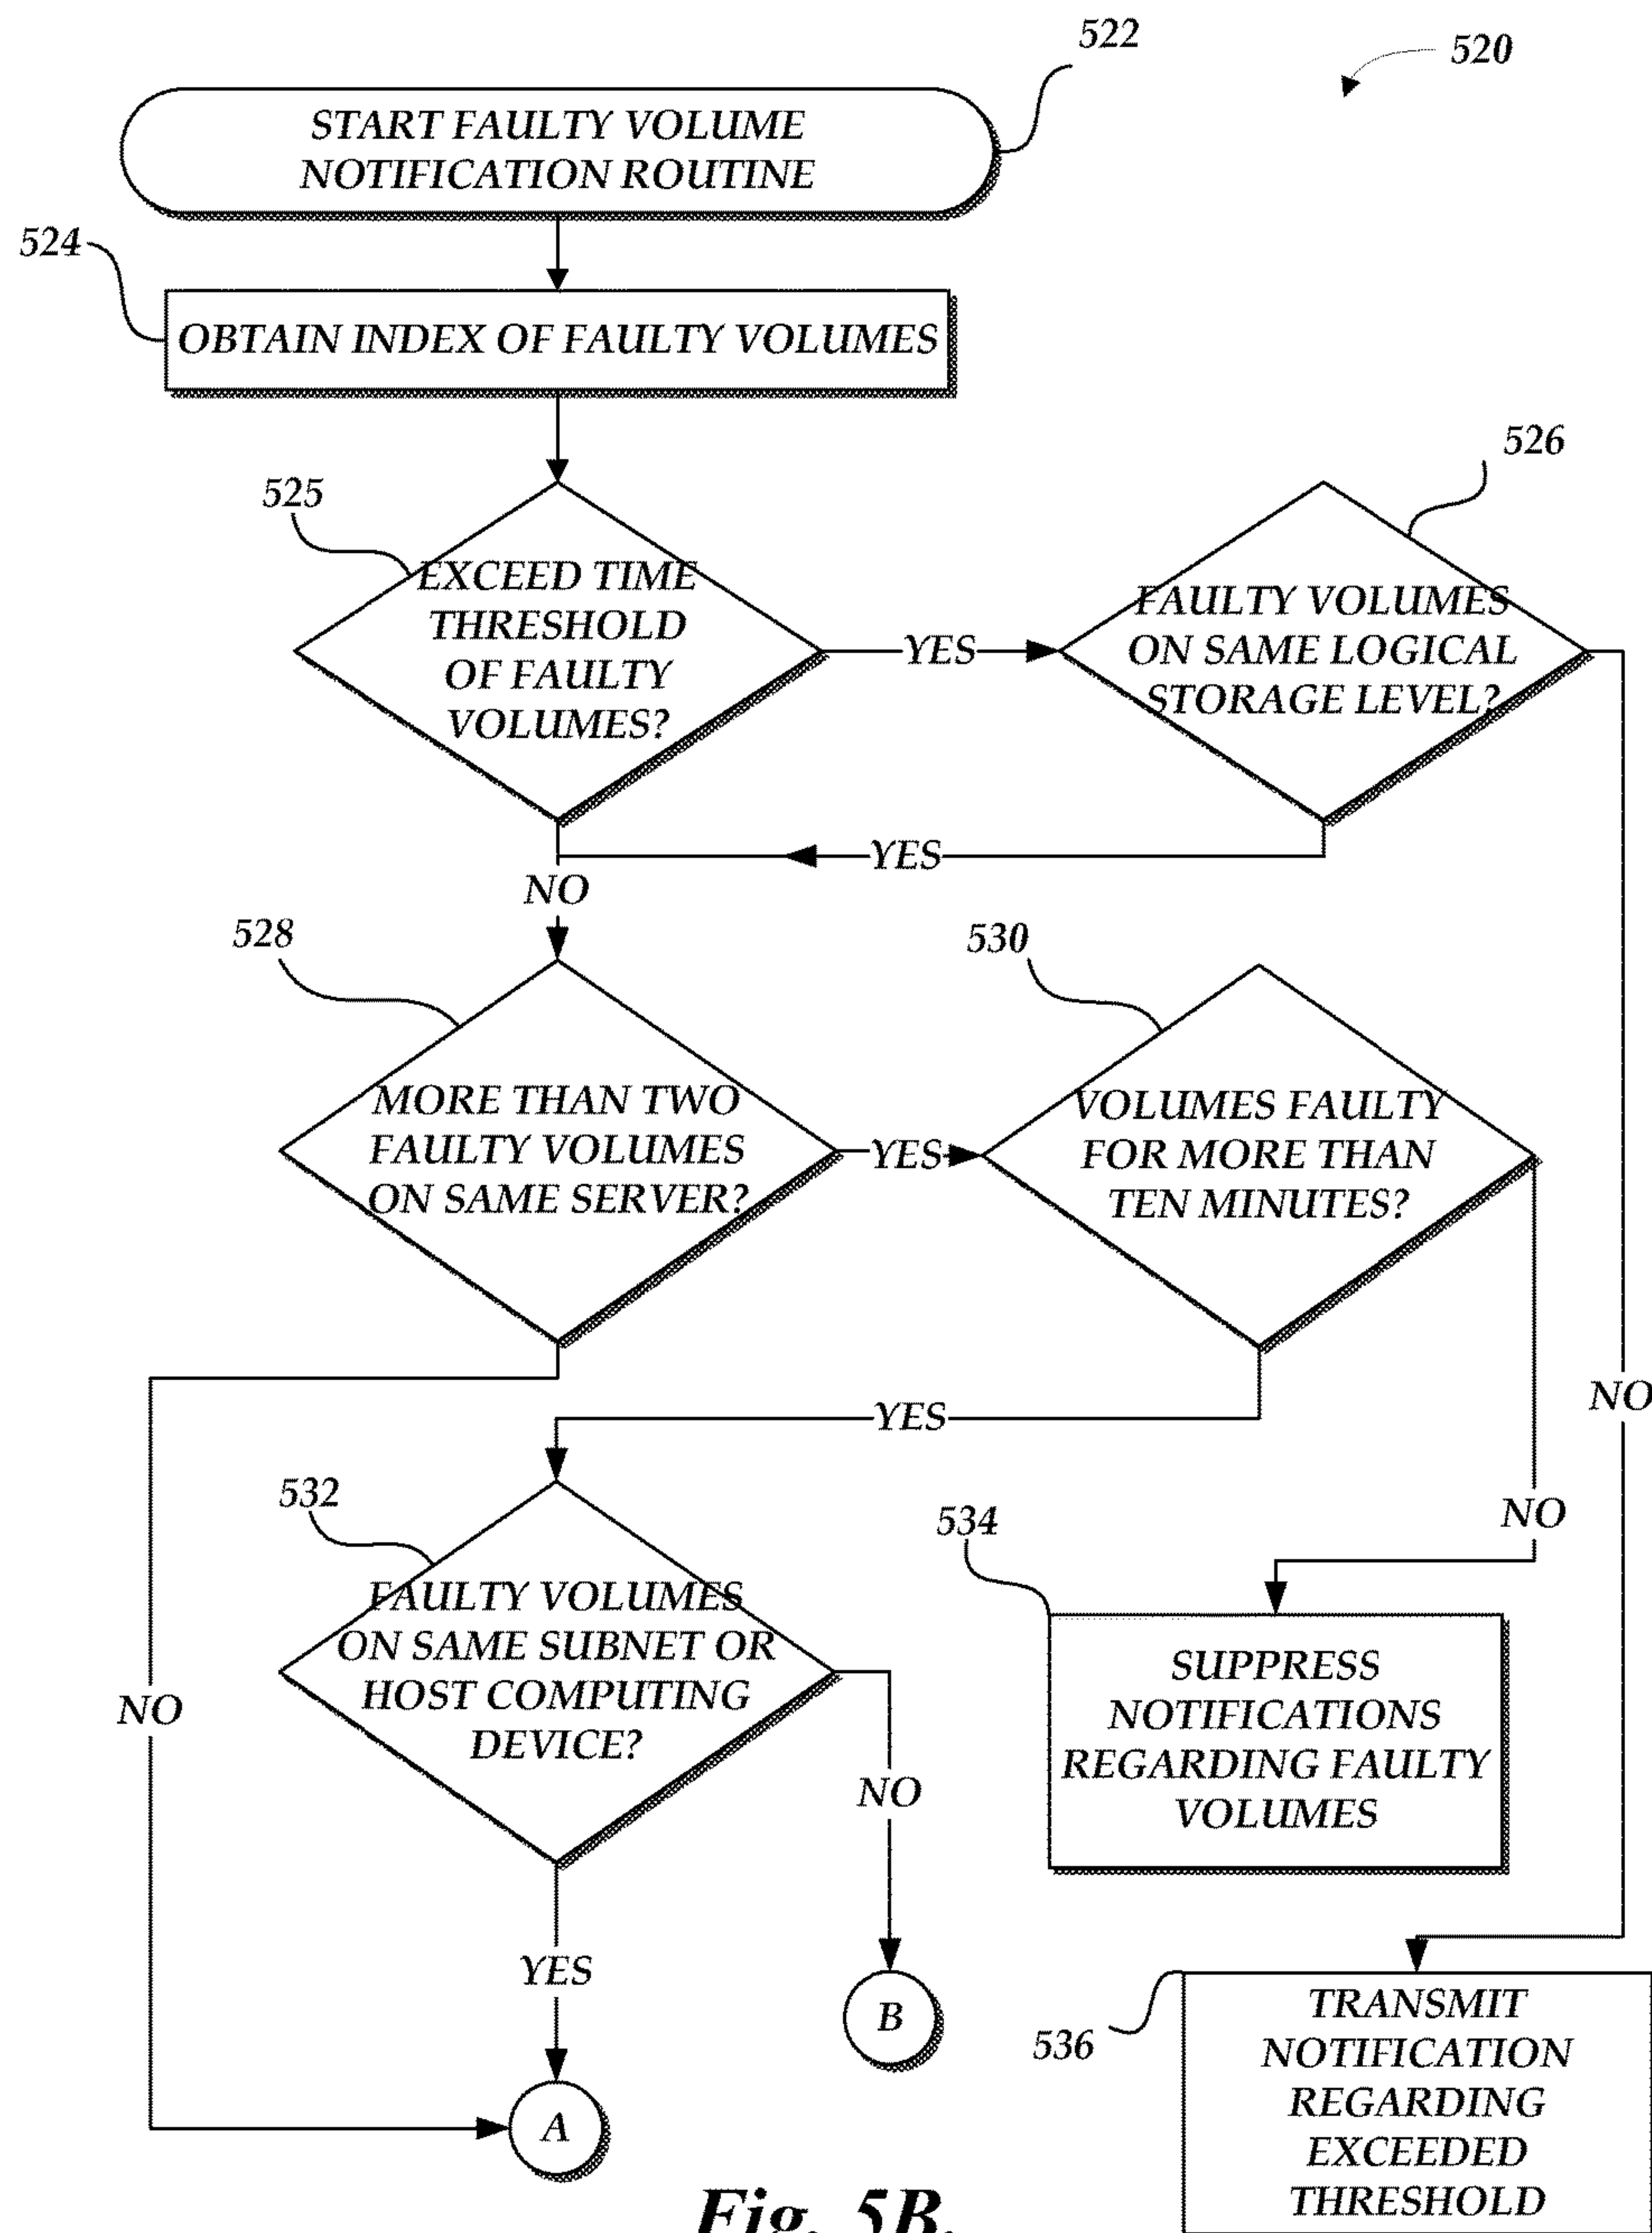 522
520
START FAULTY VOLUME
NOTIFICATION ROUTINE
524
OBTAIN INDEX OF FAULTY VOLUMES
525
526
EXCEED TIME
THRESHOLD
OF FAULTY
VOLUMES?
YES
FAULTY VOLUMES
ON SAME LOGICAL
STORAGE LEVEL?
YES
NO
528
530
MORE THAN TWO
FAULTY VOLUMES
ON SAME SERVER?
YES
VOLUMES FAULTY
FOR MORE THAN
TEN MINUTES?
NO
YES
532
534
NO
FAULTY VOLUMES
ON SAME SUBNET OR
HOST COMPUTING
DEVICE?
NO
NO
SUPPRESS
NOTIFICATIONS
REGARDING FAULTY
VOLUMES
YES
B
A
536
TRANSMIT
NOTIFICATION
REGARDING
EXCEEDED
THRESHOLD
Fig. 5B.